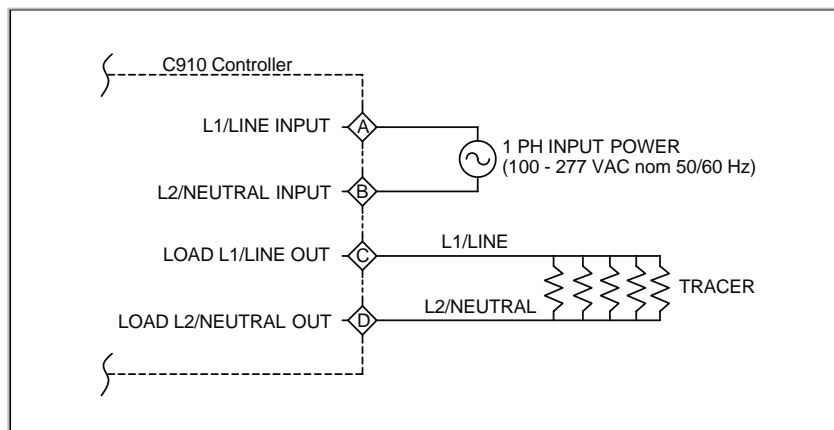 C910 Controller
L1/LINE INPUT
A
1 PH INPUT POWER
(100 - 277 VAC nom 50/60 Hz)
L2/NEUTRAL INPUT
B
LOAD L1/LINE OUT
C
L1/LINE
TRACER
LOAD L2/NEUTRAL OUT
D
L2/NEUTRAL